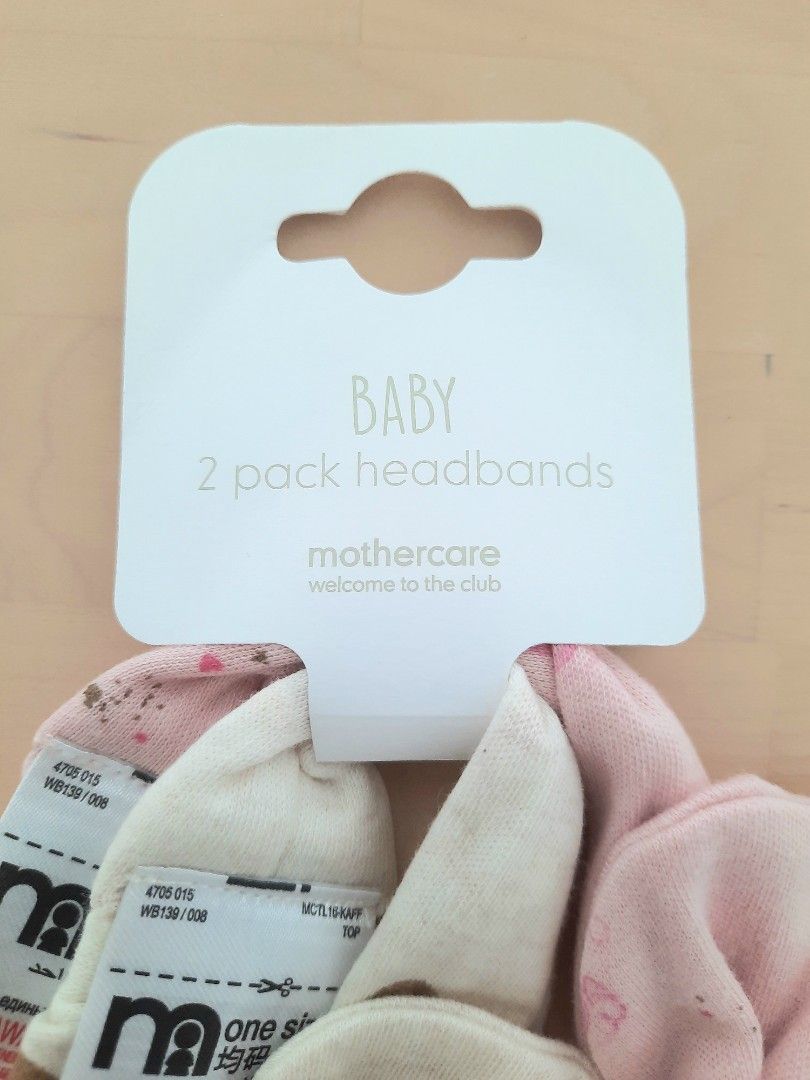 BABY
2 pack headbands
mothercare
welcome to the club
4705 015
WB139 / 008
m
4705 015
WB139 / 008
MCTL16-KAFF
TOP
m
one
均码